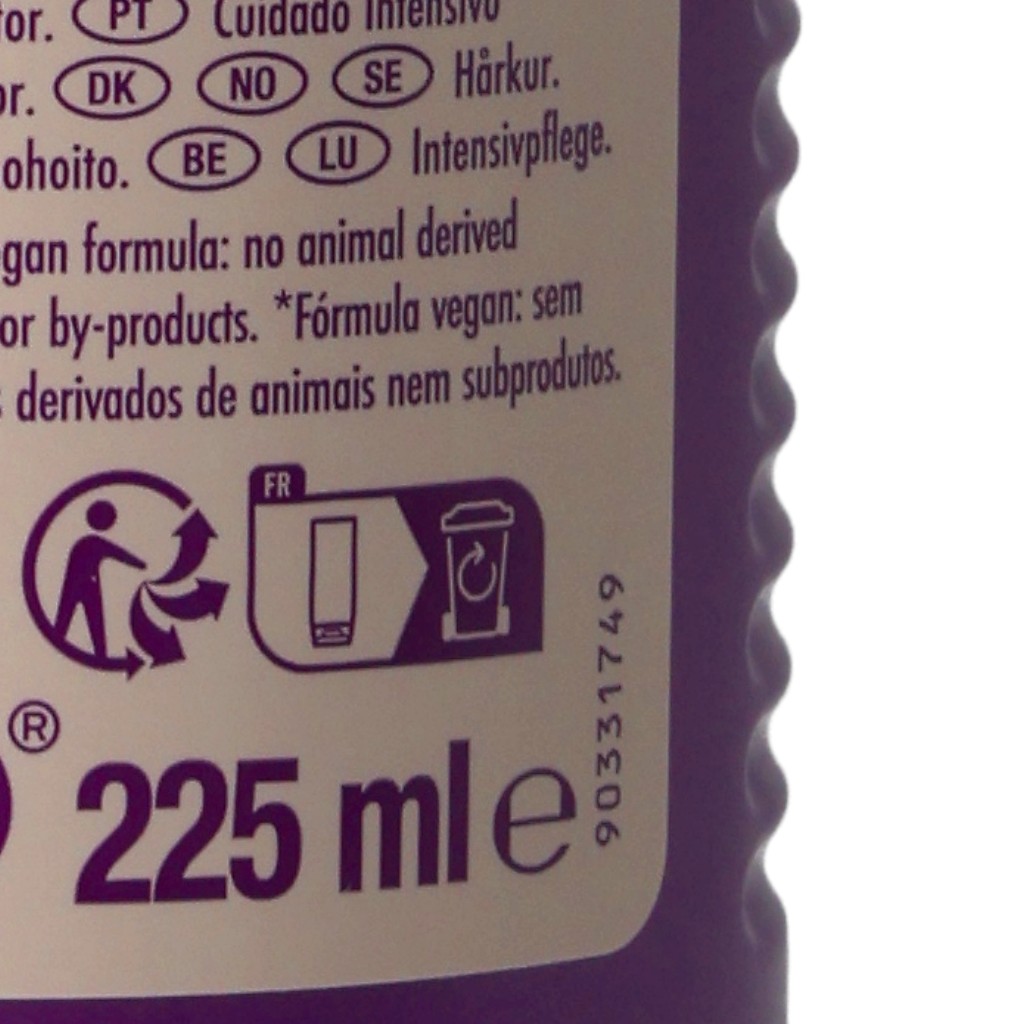 tor. PT Cuidado Intensivo
or. DK NO SE Hårkur.
ohoito. BE LU Intensivpflege.
gan formula: no animal derived
or by-products. *Fórmula vegan: sem
derivados de animais nem subprodutos.
FR
®
225 ml e
90331749